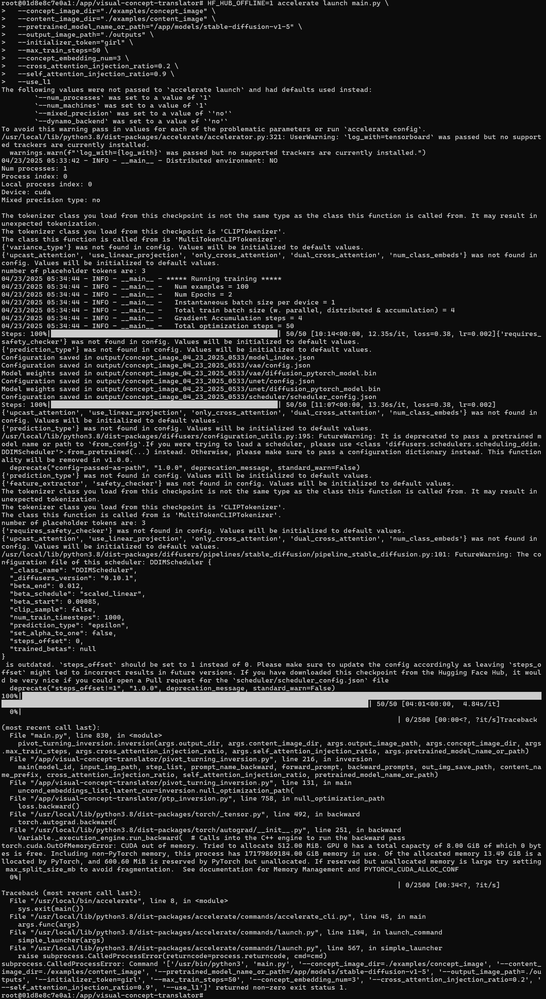 root@01d8e8c7e0a1:/app/visual-concept-translator# HF_HUB_OFFLINE=1 accelerate launch main.py \
>   --concept_image_dir="./examples/concept_image" \
>   --content_image_dir="./examples/content_image" \
>   --pretrained_model_name_or_path="/app/models/stable-diffusion-v1-5" \
>   --output_image_path="./outputs" \
>   --initializer_token="girl" \
>   --max_train_steps=50 \
>   --concept_embedding_num=3 \
>   --cross_attention_injection_ratio=0.2 \
>   --self_attention_injection_ratio=0.9 \
>   --use_l1
The following values were not passed to `accelerate launch` and had defaults used instead:
        `--num_processes` was set to a value of `1`
        `--num_machines` was set to a value of `1`
        `--mixed_precision` was set to a value of `'no'`
        `--dynamo_backend` was set to a value of `'no'`
To avoid this warning pass in values for each of the problematic parameters or run `accelerate config`.
/usr/local/lib/python3.8/dist-packages/accelerate/accelerator.py:321: UserWarning: `log_with=tensorboard` was passed but no support
ed trackers are currently installed.
  warnings.warn(f"`log_with={log_with}` was passed but no supported trackers are currently installed.")
04/23/2025 05:33:42 - INFO - __main__ - Distributed environment: NO
Num processes: 1
Process index: 0
Local process index: 0
Device: cuda
Mixed precision type: no
The tokenizer class you load from this checkpoint is not the same type as the class this function is called from. It may result in
unexpected tokenization.
The tokenizer class you load from this checkpoint is 'CLIPTokenizer'.
The class this function is called from is 'MultiTokenCLIPTokenizer'.
{'variance_type'} was not found in config. Values will be initialized to default values.
{'upcast_attention', 'use_linear_projection', 'only_cross_attention', 'dual_cross_attention', 'num_class_embeds'} was not found in
config. Values will be initialized to default values.
number of placeholder tokens are: 3
04/23/2025 05:34:44 - INFO - __main__ - ***** Running training *****
04/23/2025 05:34:44 - INFO - __main__ -   Num examples = 100
04/23/2025 05:34:44 - INFO - __main__ -   Num Epochs = 2
04/23/2025 05:34:44 - INFO - __main__ -   Instantaneous batch size per device = 1
04/23/2025 05:34:44 - INFO - __main__ -   Total train batch size (w. parallel, distributed & accumulation) = 4
04/23/2025 05:34:44 - INFO - __main__ -   Gradient Accumulation steps = 4
04/23/2025 05:34:44 - INFO - __main__ -   Total optimization steps = 50
Steps: 100%| | 50/50 [10:14<00:00, 12.35s/it, loss=0.38, lr=0.002]{'requires_
safety_checker'} was not found in config. Values will be initialized to default values.
{'prediction_type'} was not found in config. Values will be initialized to default values.
Configuration saved in output/concept_image_04_23_2025_0533/model_index.json
Configuration saved in output/concept_image_04_23_2025_0533/vae/config.json
Model weights saved in output/concept_image_04_23_2025_0533/vae/diffusion_pytorch_model.bin
Configuration saved in output/concept_image_04_23_2025_0533/unet/config.json
Model weights saved in output/concept_image_04_23_2025_0533/unet/diffusion_pytorch_model.bin
Configuration saved in output/concept_image_04_23_2025_0533/scheduler/scheduler_config.json
Steps: 100%| | 50/50 [11:07<00:00, 13.36s/it, loss=0.38, lr=0.002]
{'upcast_attention', 'use_linear_projection', 'only_cross_attention', 'dual_cross_attention', 'num_class_embeds'} was not found in
config. Values will be initialized to default values.
{'prediction_type'} was not found in config. Values will be initialized to default values.
/usr/local/lib/python3.8/dist-packages/diffusers/configuration_utils.py:195: FutureWarning: It is deprecated to pass a pretrained m
odel name or path to `from_config`.If you were trying to load a scheduler, please use <class 'diffusers.schedulers.scheduling_ddim.
DDIMScheduler'>.from_pretrained(...) instead. Otherwise, please make sure to pass a configuration dictionary instead. This function
ality will be removed in v1.0.0.
  deprecate("config-passed-as-path", "1.0.0", deprecation_message, standard_warn=False)
{'prediction_type'} was not found in config. Values will be initialized to default values.
{'feature_extractor', 'safety_checker'} was not found in config. Values will be initialized to default values.
The tokenizer class you load from this checkpoint is not the same type as the class this function is called from. It may result in
unexpected tokenization.
The tokenizer class you load from this checkpoint is 'CLIPTokenizer'.
The class this function is called from is 'MultiTokenCLIPTokenizer'.
number of placeholder tokens are: 3
{'requires_safety_checker'} was not found in config. Values will be initialized to default values.
{'upcast_attention', 'use_linear_projection', 'only_cross_attention', 'dual_cross_attention', 'num_class_embeds'} was not found in
config. Values will be initialized to default values.
/usr/local/lib/python3.8/dist-packages/diffusers/pipelines/stable_diffusion/pipeline_stable_diffusion.py:101: FutureWarning: The co
nfiguration file of this scheduler: DDIMScheduler {
  "_class_name": "DDIMScheduler",
  "_diffusers_version": "0.10.1",
  "beta_end": 0.012,
  "beta_schedule": "scaled_linear",
  "beta_start": 0.00085,
  "clip_sample": false,
  "num_train_timesteps": 1000,
  "prediction_type": "epsilon",
  "set_alpha_to_one": false,
  "steps_offset": 0,
  "trained_betas": null
}
 is outdated. `steps_offset` should be set to 1 instead of 0. Please make sure to update the config accordingly as leaving `steps_o
ffset` might led to incorrect results in future versions. If you have downloaded this checkpoint from the Hugging Face Hub, it woul
d be very nice if you could open a Pull request for the `scheduler/scheduler_config.json` file
  deprecate("steps_offset!=1", "1.0.0", deprecation_message, standard_warn=False)
100%|
| 50/50 [04:01<00:00,  4.84s/it]
  0%|
| 0/2500 [00:00<?, ?it/s]Traceback
(most recent call last):
  File "main.py", line 830, in <module>
    pivot_turning_inversion.inversion(args.output_dir, args.content_image_dir, args.output_image_path, args.concept_image_dir, args
.max_train_steps, args.cross_attention_injection_ratio, args.self_attention_injection_ratio, args.pretrained_model_name_or_path)
  File "/app/visual-concept-translator/pivot_turning_inversion.py", line 216, in inversion
    main(model_id, input_img_path, step_list, prompt_name_backward, forward_prompt, backward_prompts, out_img_save_path, content_na
me_prefix, cross_attention_injection_ratio, self_attention_injection_ratio, pretrained_model_name_or_path)
  File "/app/visual-concept-translator/pivot_turning_inversion.py", line 131, in main
    uncond_embeddings_list,latent_cur=inversion.null_optimization_path(
  File "/app/visual-concept-translator/ptp_inversion.py", line 758, in null_optimization_path
    loss.backward()
  File "/usr/local/lib/python3.8/dist-packages/torch/_tensor.py", line 492, in backward
    torch.autograd.backward(
  File "/usr/local/lib/python3.8/dist-packages/torch/autograd/__init__.py", line 251, in backward
    Variable._execution_engine.run_backward(  # Calls into the C++ engine to run the backward pass
torch.cuda.OutOfMemoryError: CUDA out of memory. Tried to allocate 512.00 MiB. GPU 0 has a total capacty of 8.00 GiB of which 0 byt
es is free. Including non-PyTorch memory, this process has 17179869184.00 GiB memory in use. Of the allocated memory 13.49 GiB is a
llocated by PyTorch, and 600.60 MiB is reserved by PyTorch but unallocated. If reserved but unallocated memory is large try setting
 max_split_size_mb to avoid fragmentation.  See documentation for Memory Management and PYTORCH_CUDA_ALLOC_CONF
  0%|
| 0/2500 [00:34<?, ?it/s]
Traceback (most recent call last):
  File "/usr/local/bin/accelerate", line 8, in <module>
    sys.exit(main())
  File "/usr/local/lib/python3.8/dist-packages/accelerate/commands/accelerate_cli.py", line 45, in main
    args.func(args)
  File "/usr/local/lib/python3.8/dist-packages/accelerate/commands/launch.py", line 1104, in launch_command
    simple_launcher(args)
  File "/usr/local/lib/python3.8/dist-packages/accelerate/commands/launch.py", line 567, in simple_launcher
    raise subprocess.CalledProcessError(returncode=process.returncode, cmd=cmd)
subprocess.CalledProcessError: Command '['/usr/bin/python3', 'main.py', '--concept_image_dir=./examples/concept_image', '--content_
image_dir=./examples/content_image', '--pretrained_model_name_or_path=/app/models/stable-diffusion-v1-5', '--output_image_path=./ou
tputs', '--initializer_token=girl', '--max_train_steps=50', '--concept_embedding_num=3', '--cross_attention_injection_ratio=0.2', '
--self_attention_injection_ratio=0.9', '--use_l1']' returned non-zero exit status 1.
root@01d8e8c7e0a1:/app/visual-concept-translator#